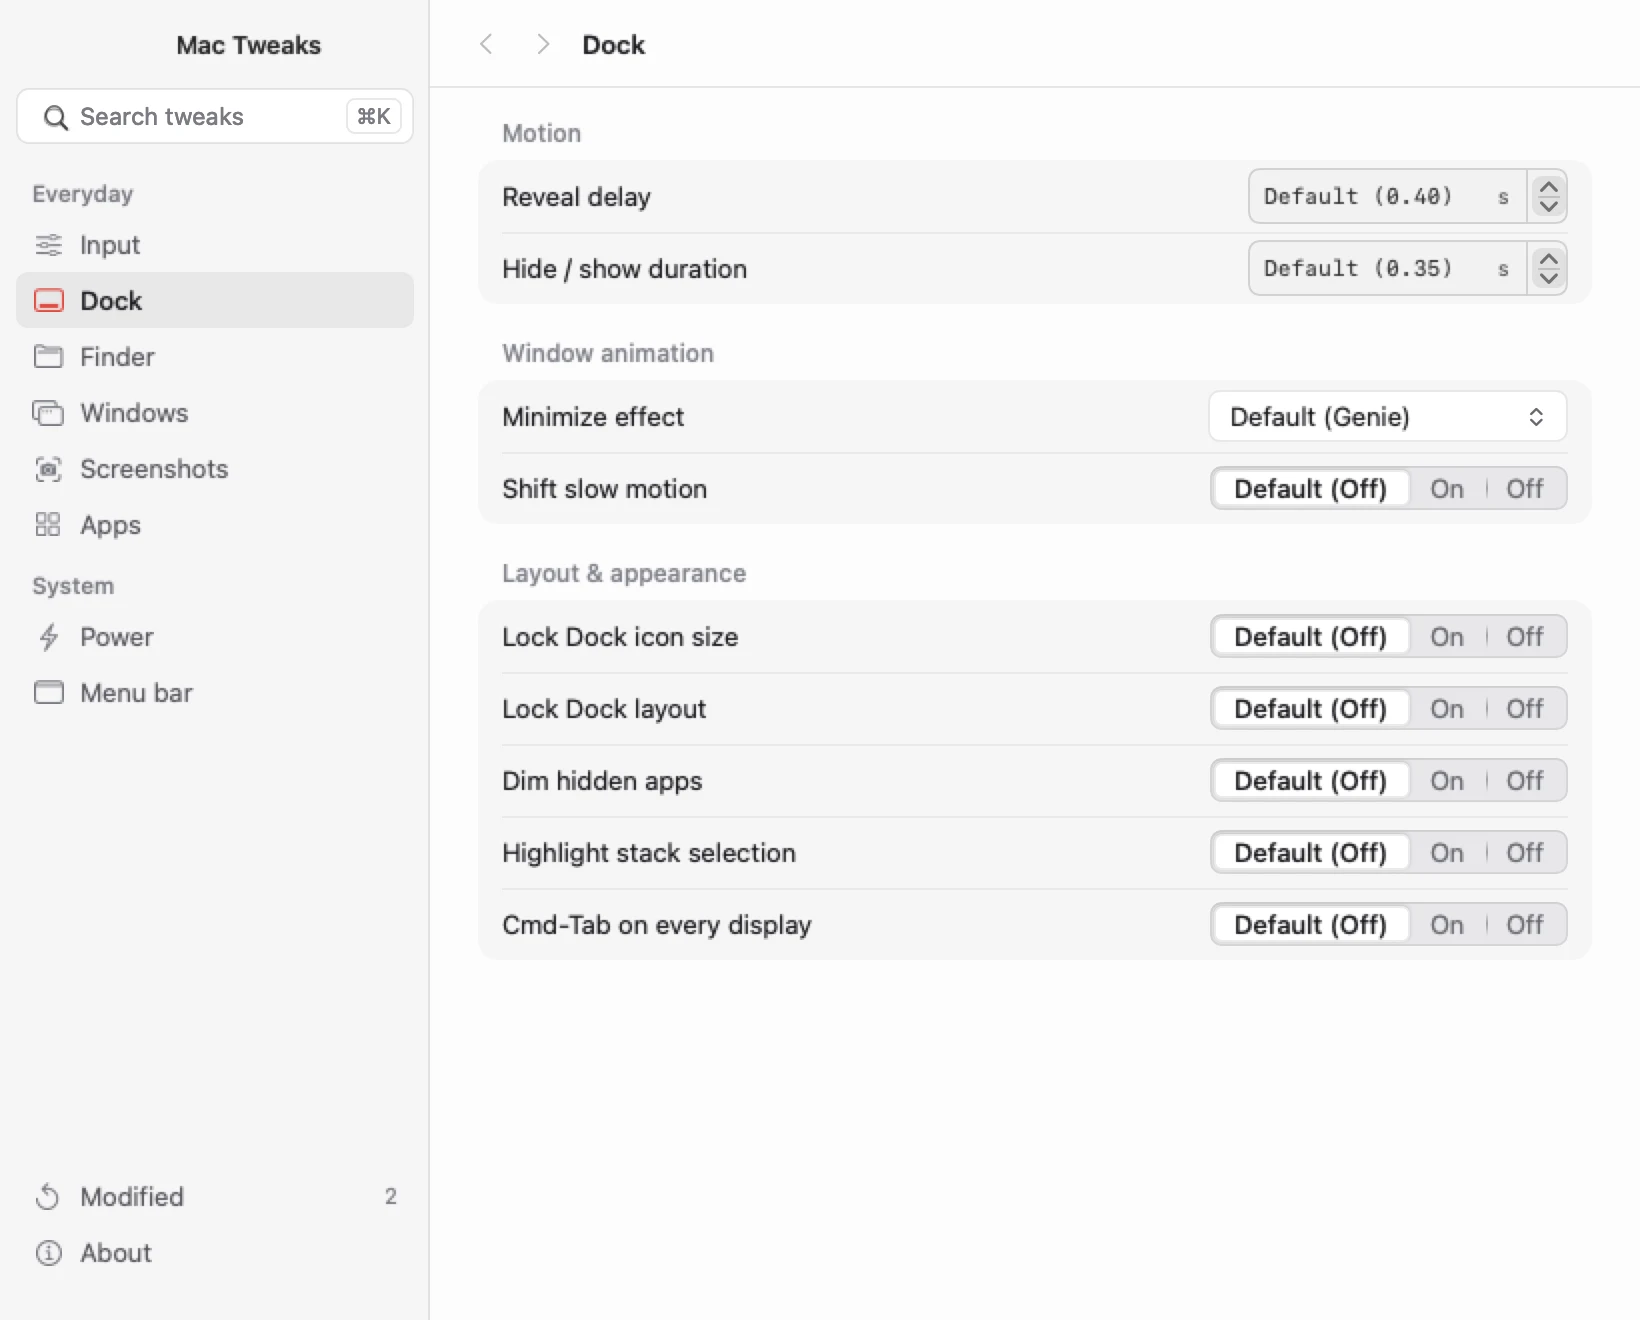 Mac Tweaks
Search tweaks ⌘K
Everyday
Input
Dock
Finder
Windows
Screenshots
Apps
System
Power
Menu bar
Modified 2
About
Dock
Motion
Reveal delay Default (0.40) s
Hide / show duration Default (0.35) s
Window animation
Minimize effect Default (Genie)
Shift slow motion Default (Off) On Off
Layout & appearance
Lock Dock icon size Default (Off) On Off
Lock Dock layout Default (Off) On Off
Dim hidden apps Default (Off) On Off
Highlight stack selection Default (Off) On Off
Cmd-Tab on every display Default (Off) On Off